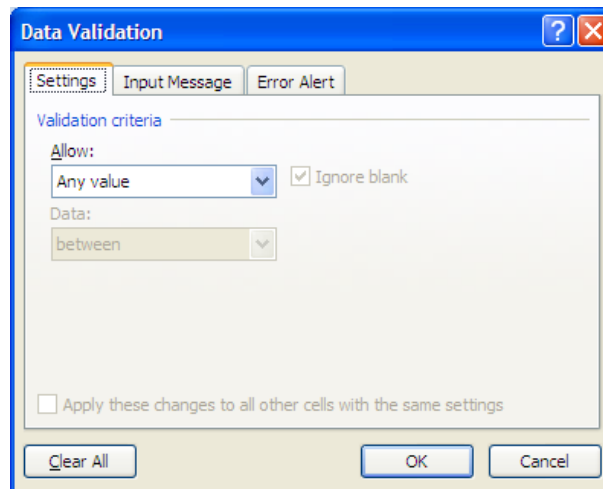 Data Validation
Settings Input Message Error Alert
Validation criteria
Allow:
Any value Ignore blank
Data:
between
Apply these changes to all other cells with the same settings
Clear All OK Cancel